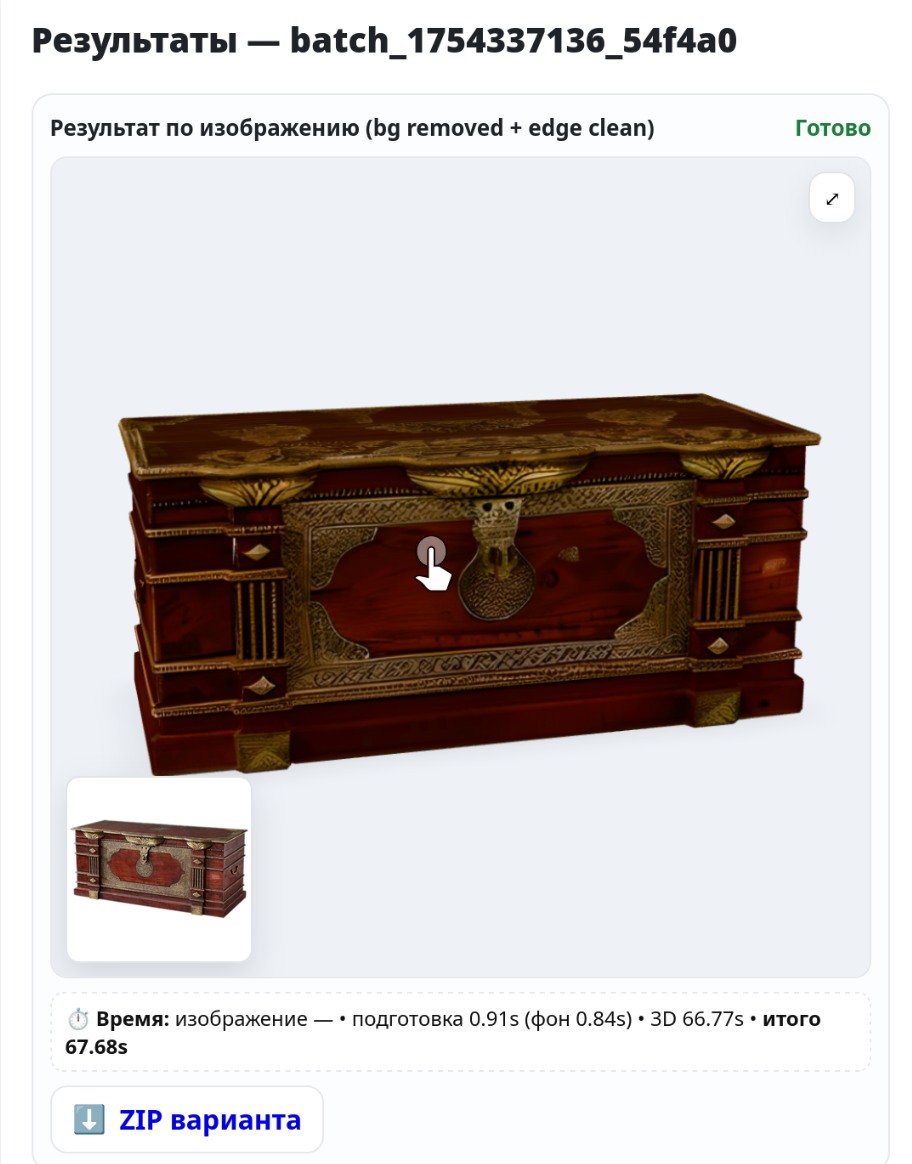 Результаты — batch_1754337136_54f4a0
Результат по изображению (bg removed + edge clean)
Готово
⏱️ Время: изображение — • подготовка 0.91s (фон 0.84s) • 3D 66.77s • итого
67.68s
⬇️ ZIP варианта